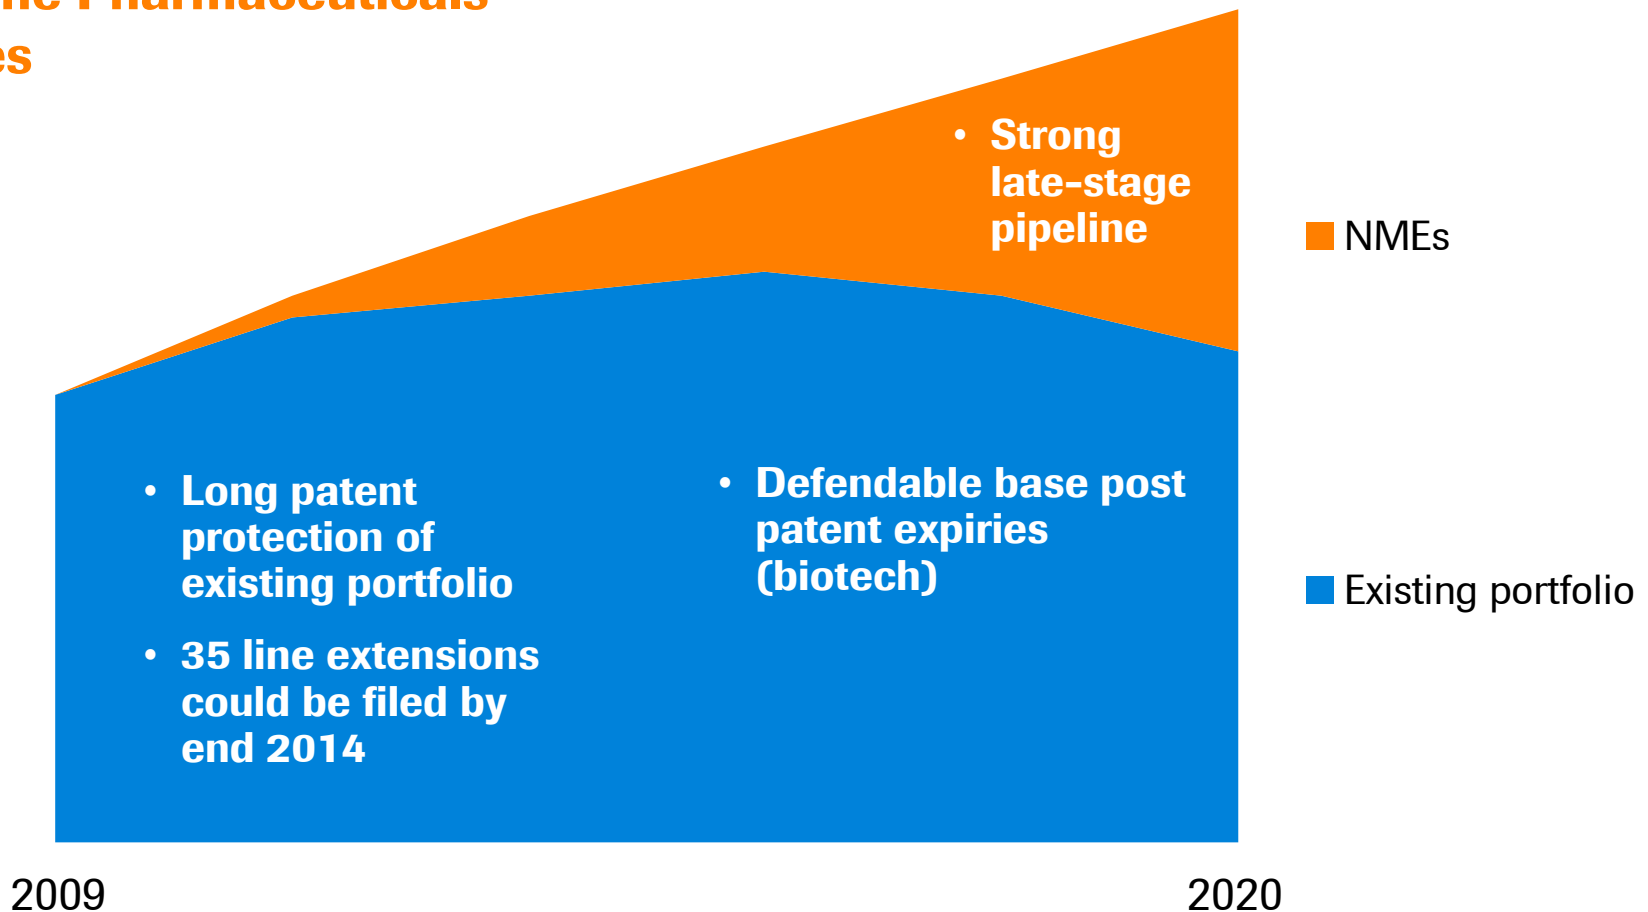 Pharmaceuticals
• Strong
late-stage
pipeline
NMEs
• Long patent
protection of
existing portfolio
• 35 line extensions
could be filed by
end 2014
• Defendable base post
patent expiries
(biotech)
Existing portfolio
2009
2020